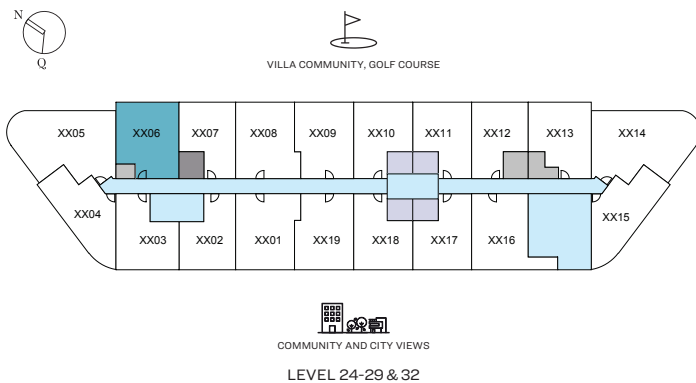 N
Q
VILLA COMMUNITY, GOLF COURSE
XX05
XX06
XX07
XX08
XX09
XX10
XX11
XX12
XX13
XX14
XX04
XX03
XX02
XX01
XX19
XX18
XX17
XX16
XX15
COMMUNITY AND CITY VIEWS
LEVEL 24-29 & 32